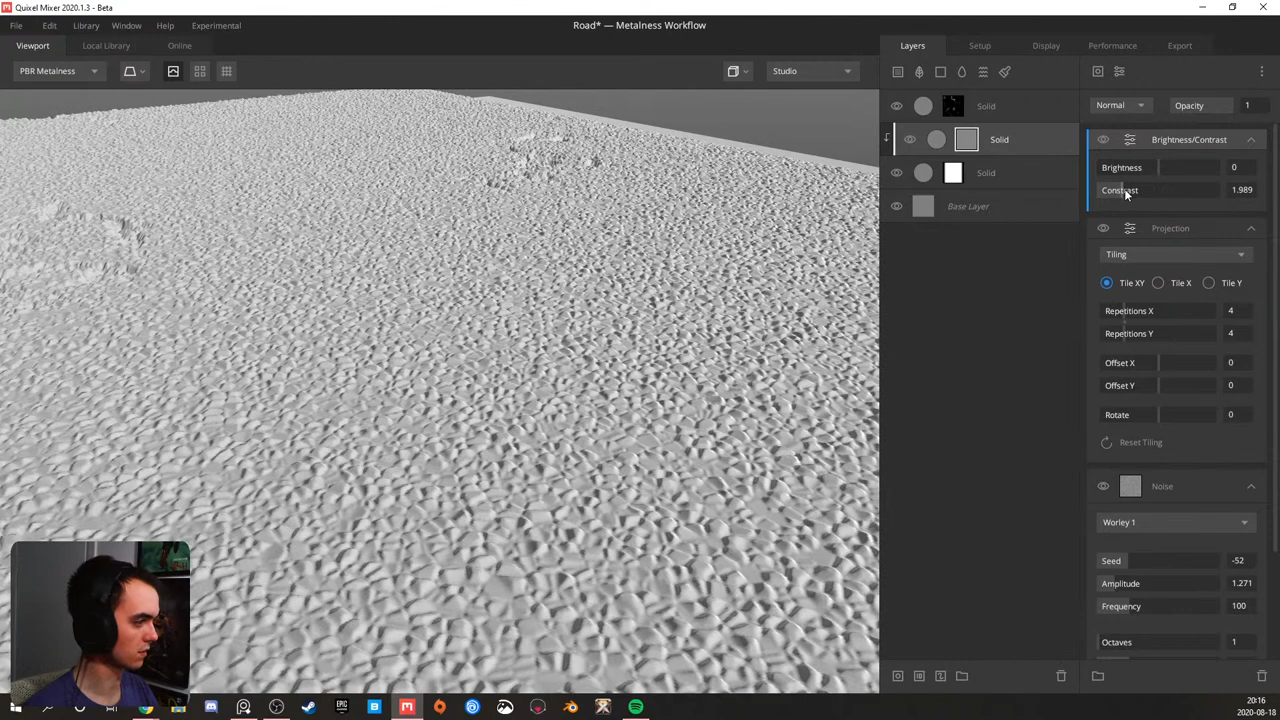 Quixel Mixer 2020.1.3 - Beta
File Edit Library Window Help Experimental
Road* — Metalness Workflow
Viewport Local Library Online
Layers Setup Display Performance Export
PBR Metalness
Studio
Normal Opacity 1
Solid
Solid
Solid
Base Layer
Brightness/Contrast
Brightness 0
Constrast 1.989
Projection
Tiling
Tile XY Tile X Tile Y
Repetitions X 4
Repetitions Y 4
Offset X 0
Offset Y 0
Rotate 0
Reset Tiling
Noise
Worley 1
Seed -52
Amplitude 1.271
Frequency 100
Octaves 1
EPIC
20:16
2020-08-18